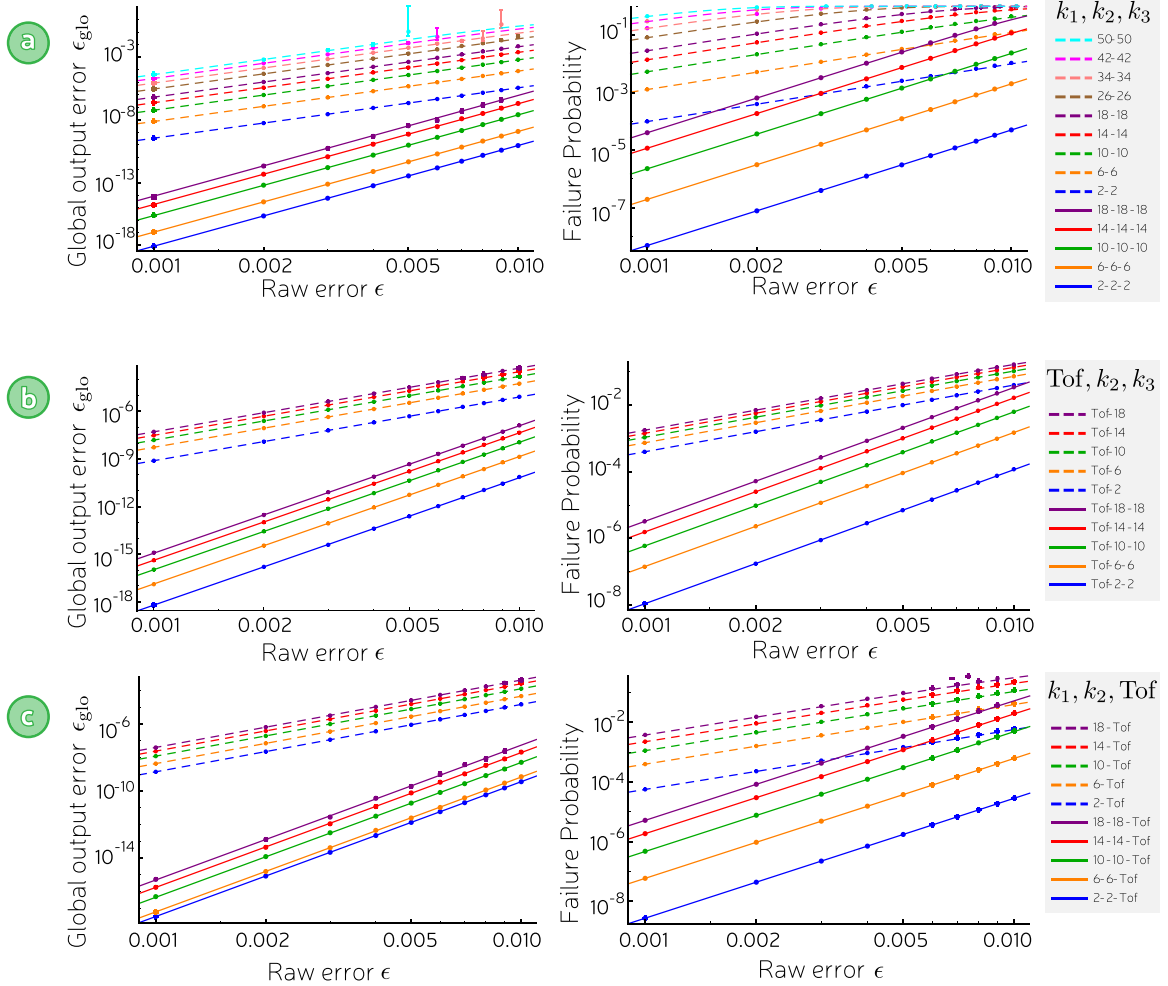 a
Global output error ϵglo
10⁻³
10⁻⁸
10⁻¹³
10⁻¹⁸
0.001 0.002 0.005 0.010
Raw error ϵ
Failure Probability
10⁻¹
10⁻³
10⁻⁵
10⁻⁷
0.001 0.002 0.005 0.010
Raw error ϵ
k₁, k₂, k₃
50-50
42-42
34-34
26-26
18-18
14-14
10-10
6-6
2-2
18-18-18
14-14-14
10-10-10
6-6-6
2-2-2
b
Global output error ϵglo
10⁻⁶
10⁻⁹
10⁻¹²
10⁻¹⁵
10⁻¹⁸
0.001 0.002 0.005 0.010
Raw error ϵ
Failure Probability
10⁻²
10⁻⁴
10⁻⁶
10⁻⁸
0.001 0.002 0.005 0.010
Raw error ϵ
Tof, k₂, k₃
Tof-18
Tof-14
Tof-10
Tof-6
Tof-2
Tof-18-18
Tof-14-14
Tof-10-10
Tof-6-6
Tof-2-2
c
Global output error ϵglo
10⁻⁶
10⁻¹⁰
10⁻¹⁴
0.001 0.002 0.005 0.010
Raw error ϵ
Failure Probability
10⁻²
10⁻⁴
10⁻⁶
10⁻⁸
0.001 0.002 0.005 0.010
Raw error ϵ
k₁, k₂, Tof
18-Tof
14-Tof
10-Tof
6-Tof
2-Tof
18-18-Tof
14-14-Tof
10-10-Tof
6-6-Tof
2-2-Tof